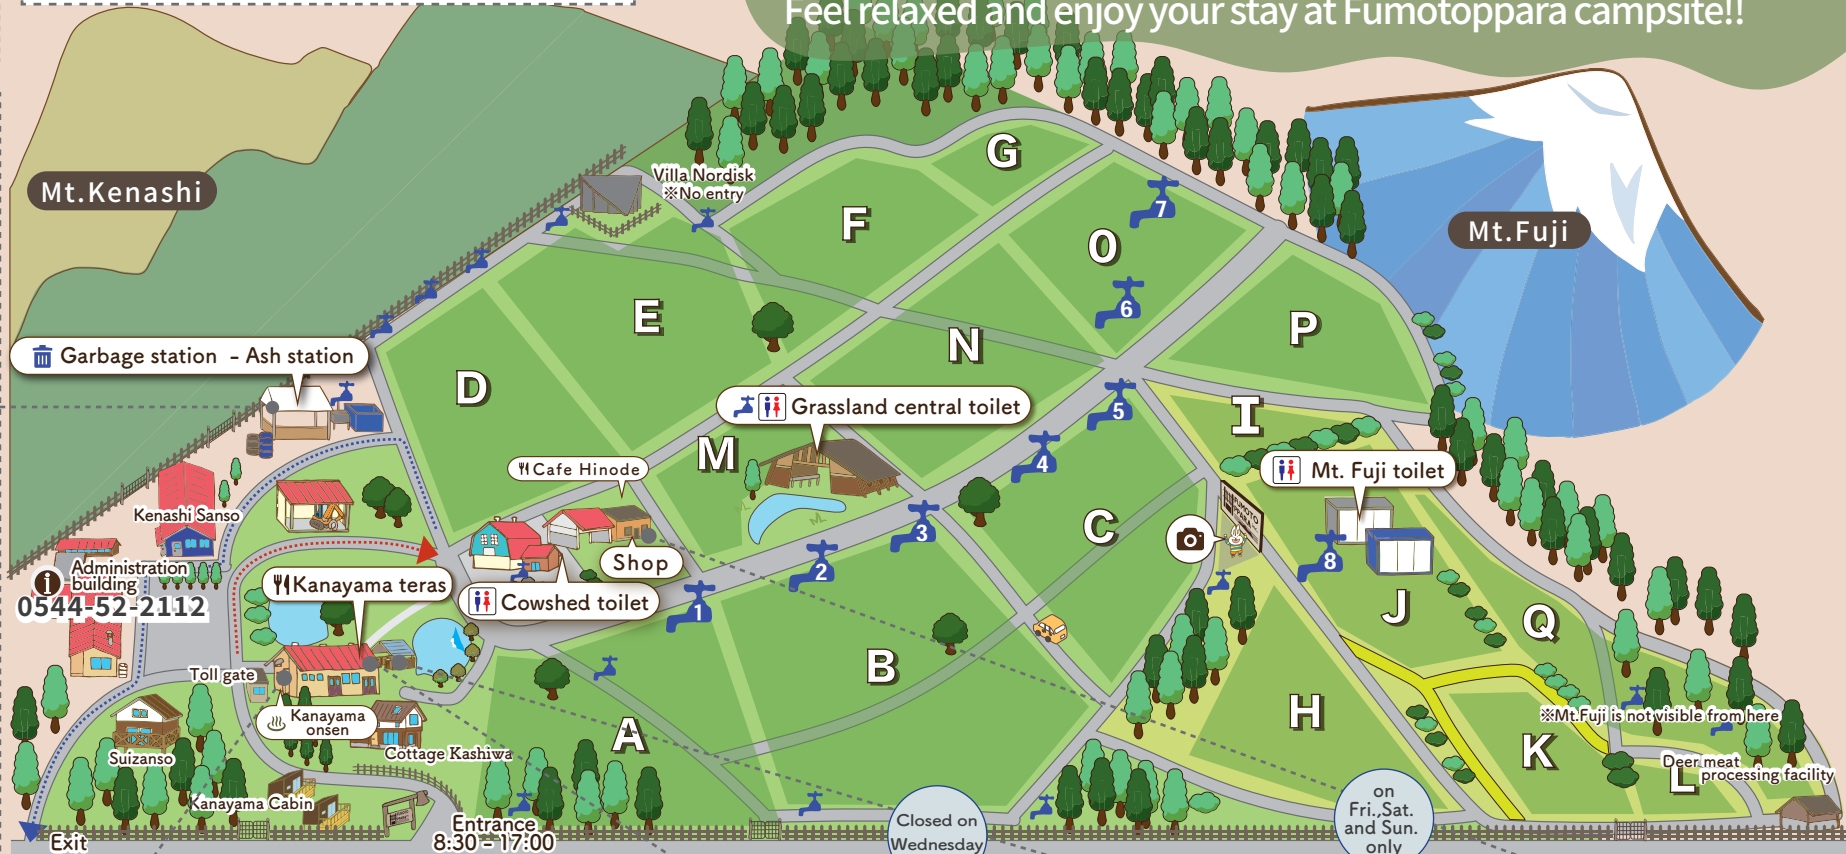 Feel relaxed and enjoy your stay at Fumotoppara campsite!!
Mt.Kenashi
Mt.Fuji
Villa Nordisk
※No entry
G
F
O
7
6
E
N
P
D
Garbage station - Ash station
Grassland central toilet
5
I
M
Cafe Hinode
4
Mt. Fuji toilet
Kenashi Sanso
3
C
FUMOTO
PPARA
8
Shop
2
Administration
building
0544-52-2112
Kanayama teras
Cowshed toilet
1
J
Q
B
Toll gate
Kanayama
onsen
A
H
※Mt.Fuji is not visible from here
Suizanso
Cottage Kashiwa
K
L
Deer meat
processing facility
Kanayama Cabin
Entrance
8:30 - 17:00
Exit
Closed on
Wednesday
on
Fri.,Sat.
and Sun.
only